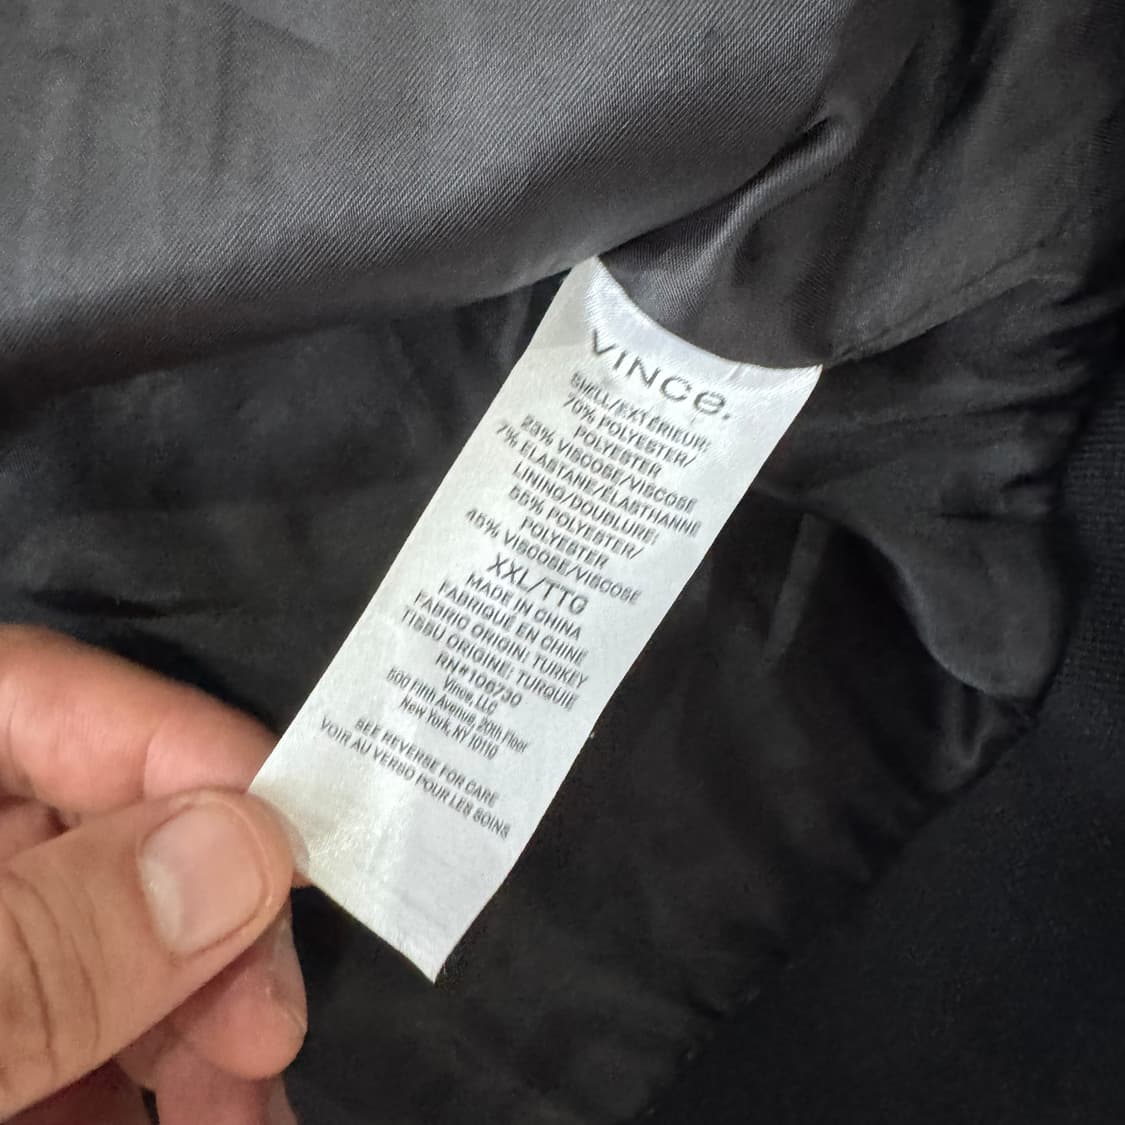 VINCE.
SHELL/EXTÉRIEUR:
70% POLYESTER/
POLYESTER
23% VISCOSE/VISCOSE
7% ELASTANE/ÉLASTHANNE
LINING/DOUBLURE:
55% POLYESTER/
POLYESTER
45% VISCOSE/VISCOSE
XXL/TTG
MADE IN CHINA
FABRIQUÉ EN CHINE
FABRIC ORIGIN: TURKEY
TISSU ORIGINE: TURQUIE
RN#106730
Vince, LLC
500 Fifth Avenue, 20th Floor
New York, NY 10110
SEE REVERSE FOR CARE
VOIR AU VERSO POUR LES SOINS